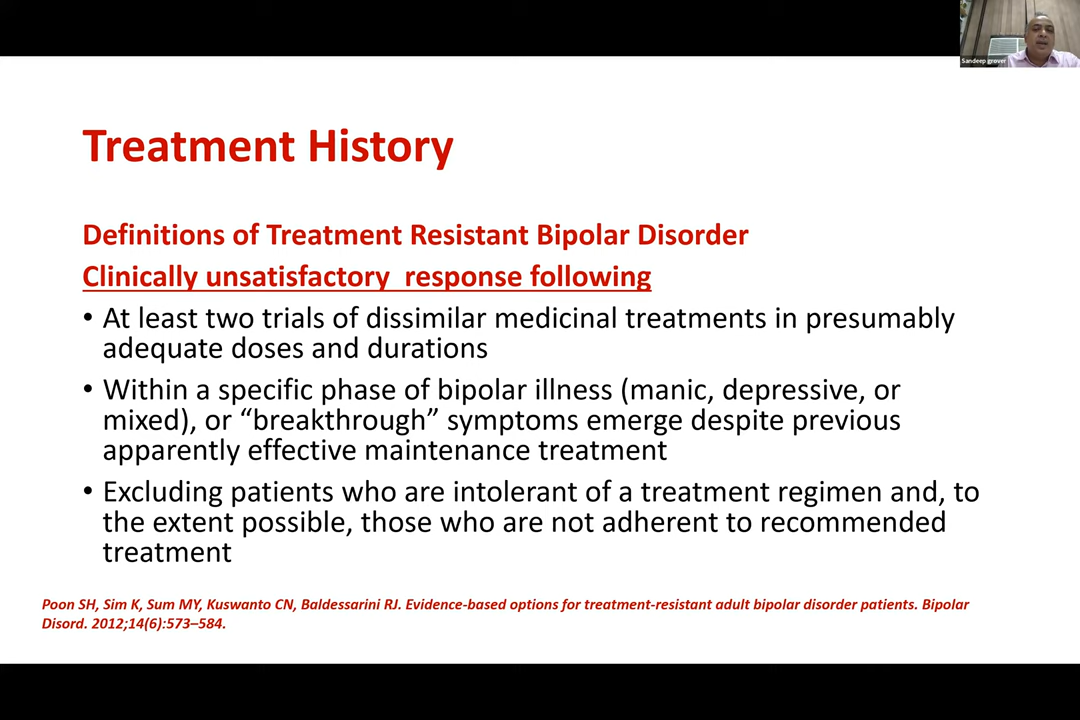 Sandeep grover
Treatment History
Definitions of Treatment Resistant Bipolar Disorder
Clinically unsatisfactory  response following
• At least two trials of dissimilar medicinal treatments in presumably
adequate doses and durations
• Within a specific phase of bipolar illness (manic, depressive, or
mixed), or “breakthrough” symptoms emerge despite previous
apparently effective maintenance treatment
• Excluding patients who are intolerant of a treatment regimen and, to
the extent possible, those who are not adherent to recommended
treatment
Poon SH, Sim K, Sum MY, Kuswanto CN, Baldessarini RJ. Evidence-based options for treatment-resistant adult bipolar disorder patients. Bipolar
Disord. 2012;14(6):573–584.